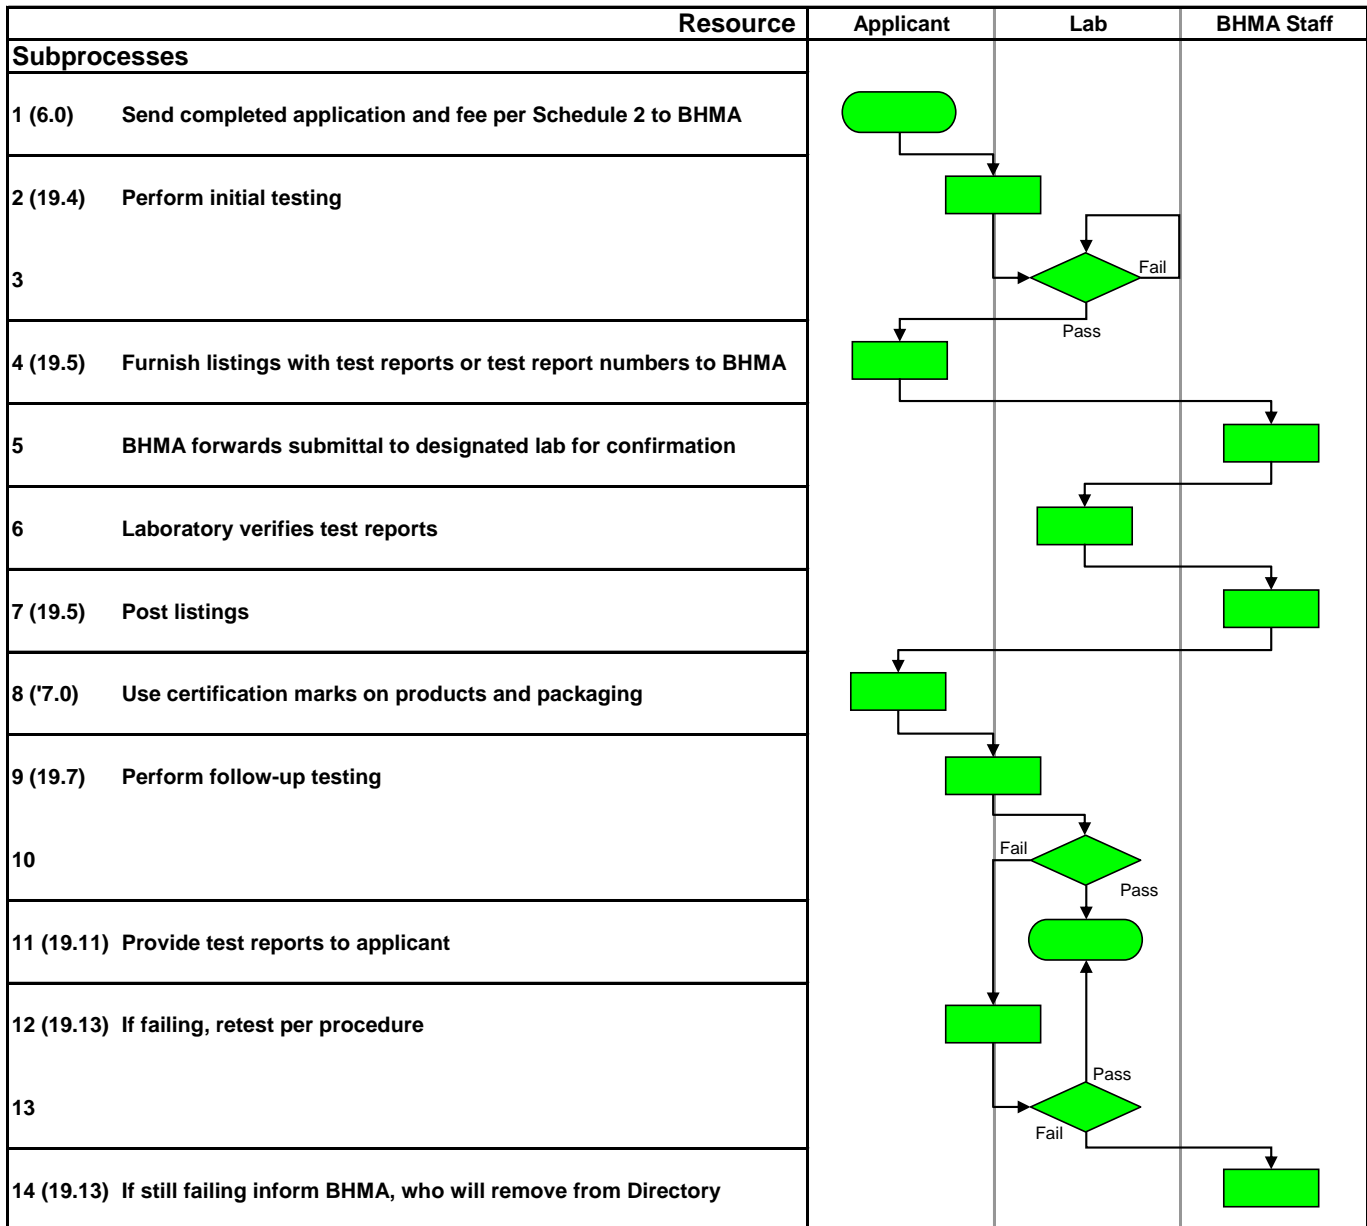 Resource Applicant Lab BHMA Staff
Subprocesses
1 (6.0) Send completed application and fee per Schedule 2 to BHMA
2 (19.4) Perform initial testing
3
Fail
Pass
4 (19.5) Furnish listings with test reports or test report numbers to BHMA
5 BHMA forwards submittal to designated lab for confirmation
6 Laboratory verifies test reports
7 (19.5) Post listings
8 ('7.0) Use certification marks on products and packaging
9 (19.7) Perform follow-up testing
Fail
10
Pass
11 (19.11) Provide test reports to applicant
12 (19.13) If failing, retest per procedure
Pass
13
Fail
14 (19.13) If still failing inform BHMA, who will remove from Directory